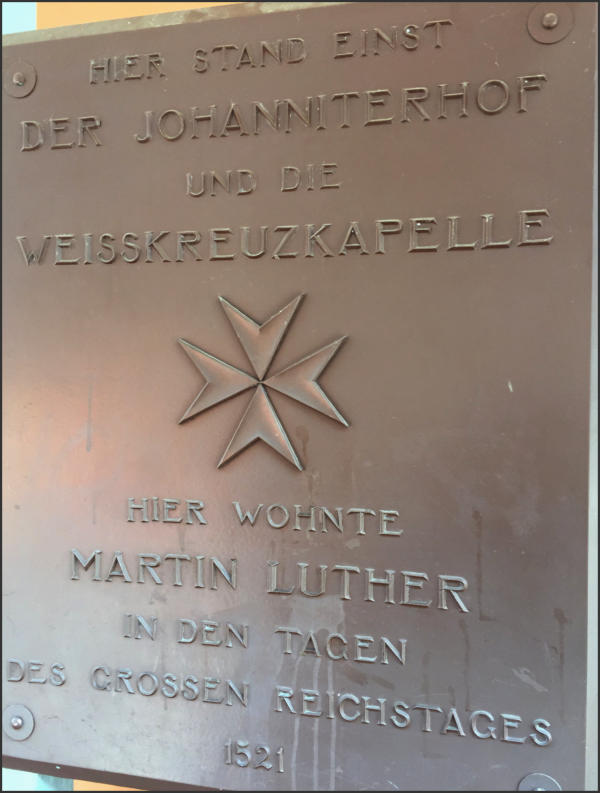 HIER STAND EINST
DER JOHANNITERHOF
UND DIE
WEISSKREUZKAPELLE
HIER WOHNTE
MARTIN LUTHER
IN DEN TAGEN
DES GROSSEN REICHSTAGES
1521